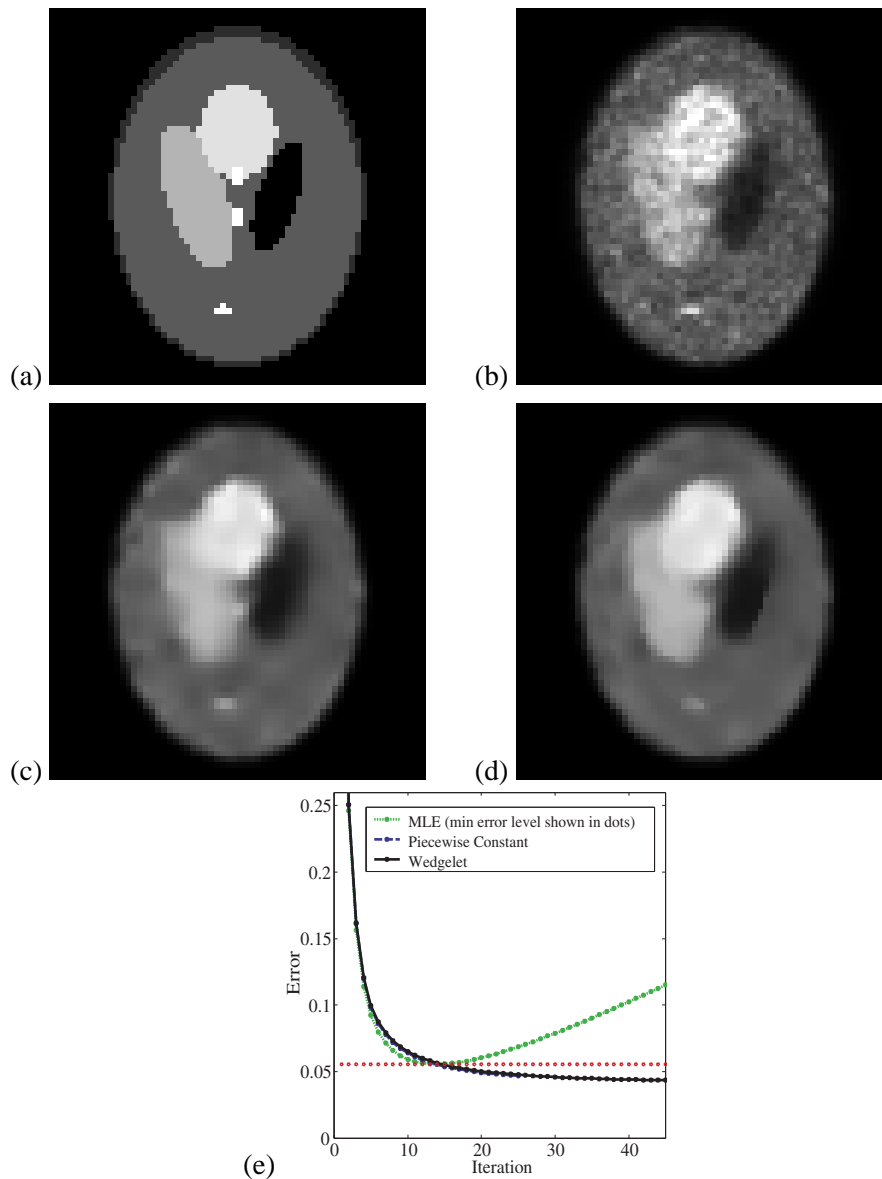 (a)
(b)
(c)
(d)
0.25
0.2
0.15
0.1
0.05
0
Error
MLE (min error level shown in dots)
Piecewise Constant
Wedgelet
0 10 20 30 40
Iteration
(e)